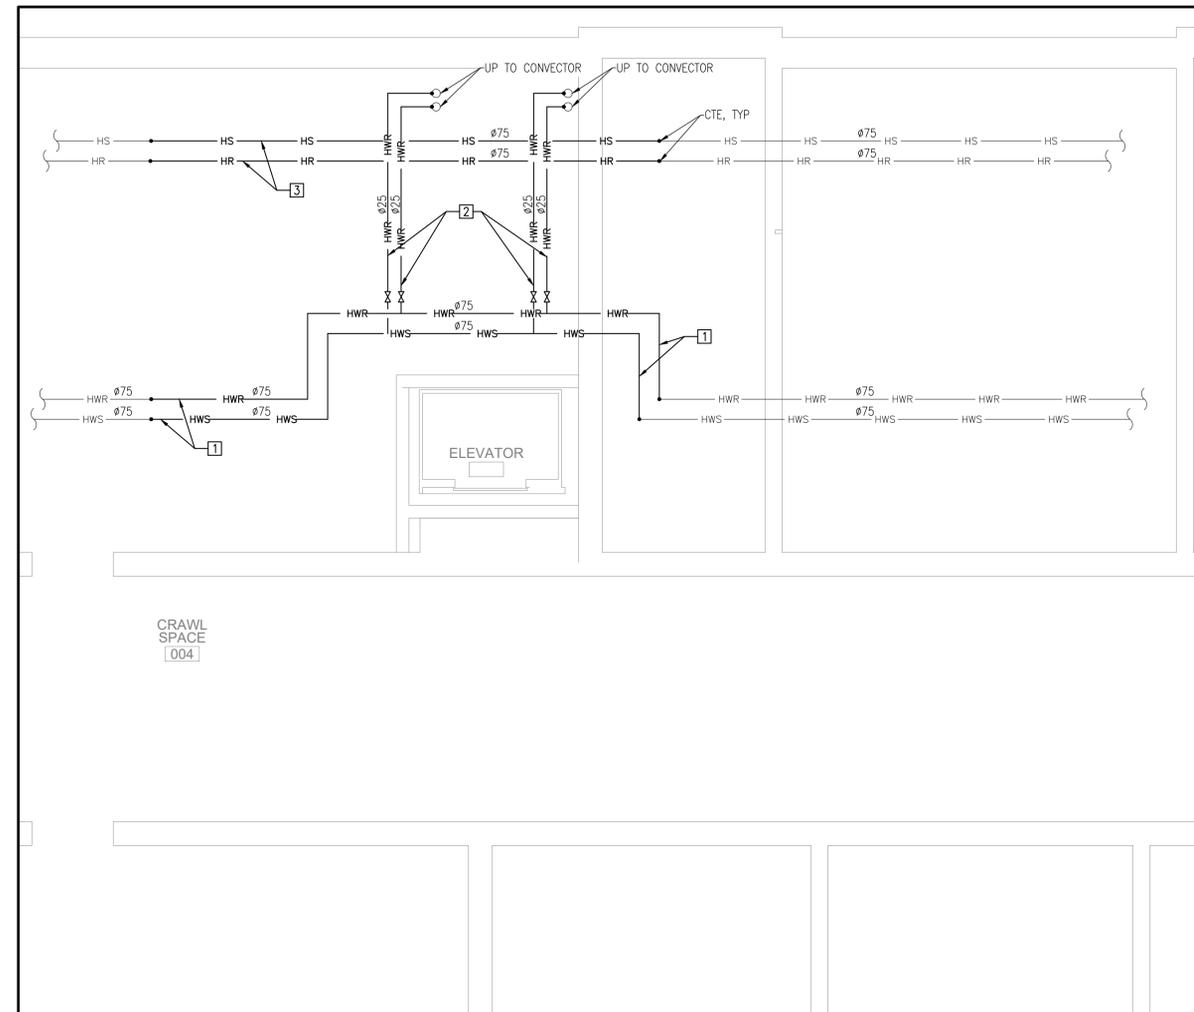 UP TO CONVECTOR UP TO CONVECTOR
CTE, TYP
HS HS HS HWR HS ø75 HWR HS HS HS ø75 HS HS HS
HR HR HR HWR HR ø75 HWR HR HR HR ø75 HR HR HR
3
ø25 ø25 2 ø25 ø25
HWR HWR HWR HWR
HWR HWR ø75 HWR HWR
HWS ø75 HWS HWS 1
HWR ø75 HWR ø75 HWR HWR ø75 HWR HWR HWR
HWS ø75 HWS ø75 HWS HWS HWS ø75 HWS HWS HWS
1
ELEVATOR
CRAWL
SPACE
004